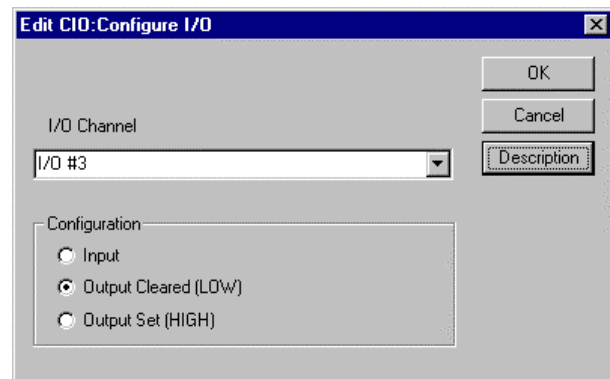 Edit CIO:Configure I/O
OK
Cancel
I/O Channel
Description
I/O #3
Configuration
Input
Output Cleared (LOW)
Output Set (HIGH)